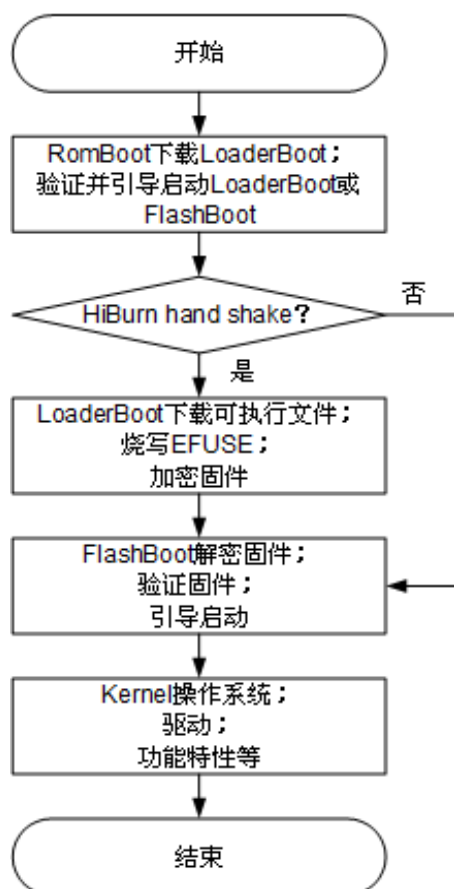 开始
RomBoot下载LoaderBoot；
验证并引导启动LoaderBoot或
FlashBoot
HiBurn hand shake？
否
是
LoaderBoot下载可执行文件；
烧写EFUSE；
加密固件
FlashBoot解密固件；
验证固件；
引导启动
Kernel操作系统；
驱动；
功能特性等
结束